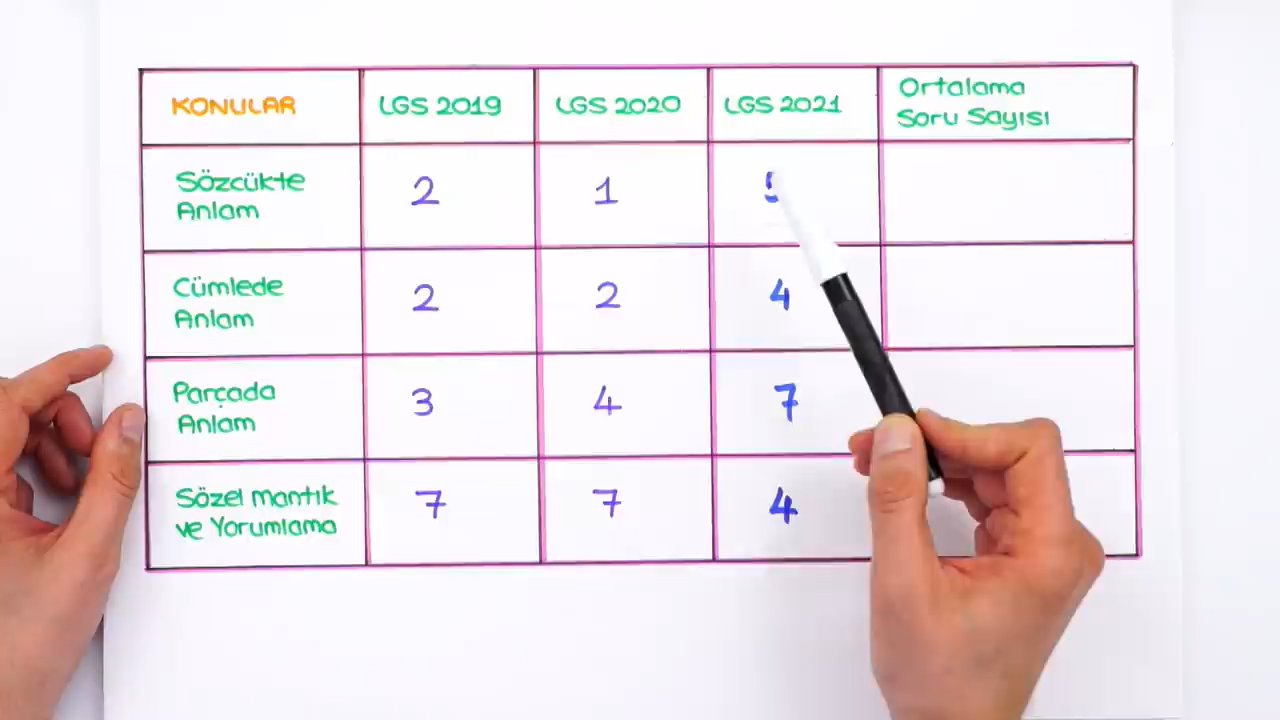 KONULAR LGS 2019 LGS 2020 LGS 2021 Ortalama
Soru Sayısı
Sözcükte
Anlam 2 1
Cümlede
Anlam 2 2 4
Parçada
Anlam 3 4 7
Sözel Mantık
ve Yorumlama 7 7 4